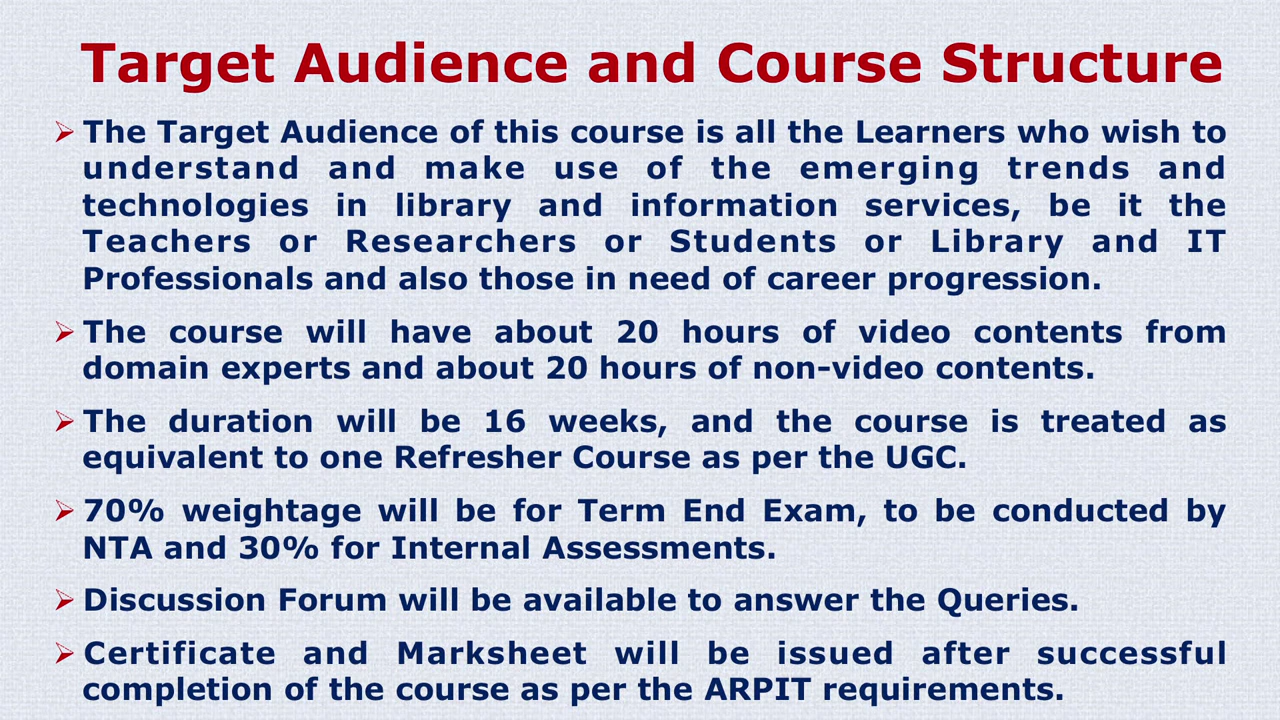 Target Audience and Course Structure
➢ The Target Audience of this course is all the Learners who wish to
understand and make use of the emerging trends and
technologies in library and information services, be it the
Teachers or Researchers or Students or Library and IT
Professionals and also those in need of career progression.
➢ The course will have about 20 hours of video contents from
domain experts and about 20 hours of non-video contents.
➢ The duration will be 16 weeks, and the course is treated as
equivalent to one Refresher Course as per the UGC.
➢ 70% weightage will be for Term End Exam, to be conducted by
NTA and 30% for Internal Assessments.
➢ Discussion Forum will be available to answer the Queries.
➢ Certificate and Marksheet will be issued after successful
completion of the course as per the ARPIT requirements.